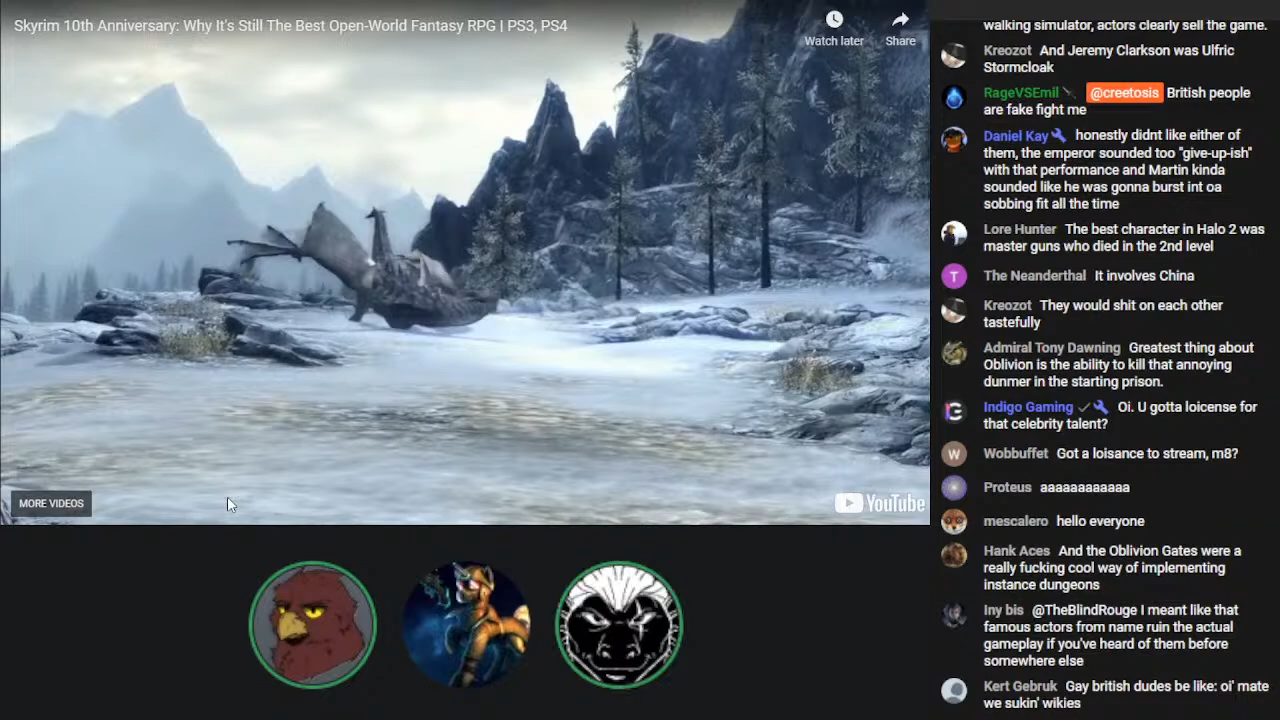 Skyrim 10th Anniversary: Why It's Still The Best Open-World Fantasy RPG | PS3, PS4
Watch later
Share
MORE VIDEOS
YouTube
walking simulator, actors clearly sell the game.
Kreozot And Jeremy Clarkson was Ulfric
Stormcloak
RageVSEmil @creetosis British people
are fake fight me
Daniel Kay honestly didnt like either of
them, the emperor sounded too "give-up-ish"
with that performance and Martin kinda
sounded like he was gonna burst int oa
sobbing fit all the time
Lore Hunter The best character in Halo 2 was
master guns who died in the 2nd level
T
The Neanderthal It involves China
Kreozot They would shit on each other
tastefully
Admiral Tony Dawning Greatest thing about
Oblivion is the ability to kill that annoying
dunmer in the starting prison.
Indigo Gaming Oi. U gotta loicense for
that celebrity talent?
W
Wobbuffet Got a loisance to stream, m8?
Proteus aaaaaaaaaaaa
mescalero hello everyone
Hank Aces And the Oblivion Gates were a
really fucking cool way of implementing
instance dungeons
Iny bis @TheBlindRouge I meant like that
famous actors from name ruin the actual
gameplay if you've heard of them before
somewhere else
Kert Gebruk Gay british dudes be like: oi' mate
we sukin' wikies